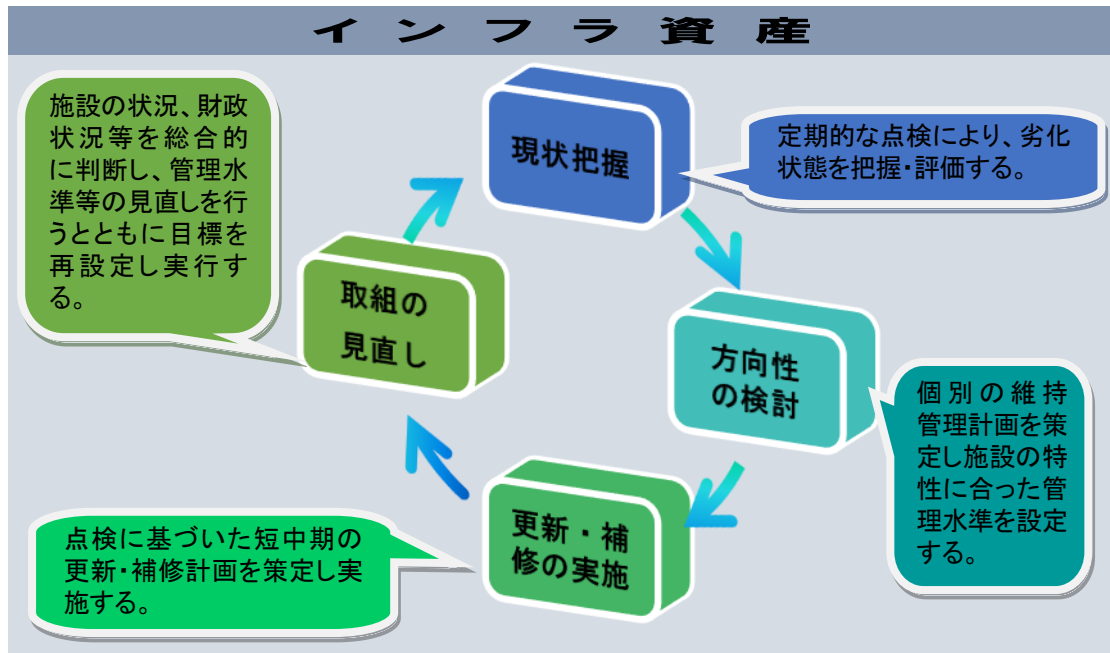 インフラ資産
現状把握
定期的な点検により、劣化
状態を把握・評価する。
方向性
の検討
個別の維持
管理計画を策
定し施設の特
性に合った管
理水準を設定
する。
更新・補
修の実施
点検に基づいた短中期の
更新・補修計画を策定し実
施する。
取組の
見直し
施設の状況、財政
状況等を総合的
に判断し、管理水
準等の見直しを行
うとともに目標を
再設定し実行す
る。